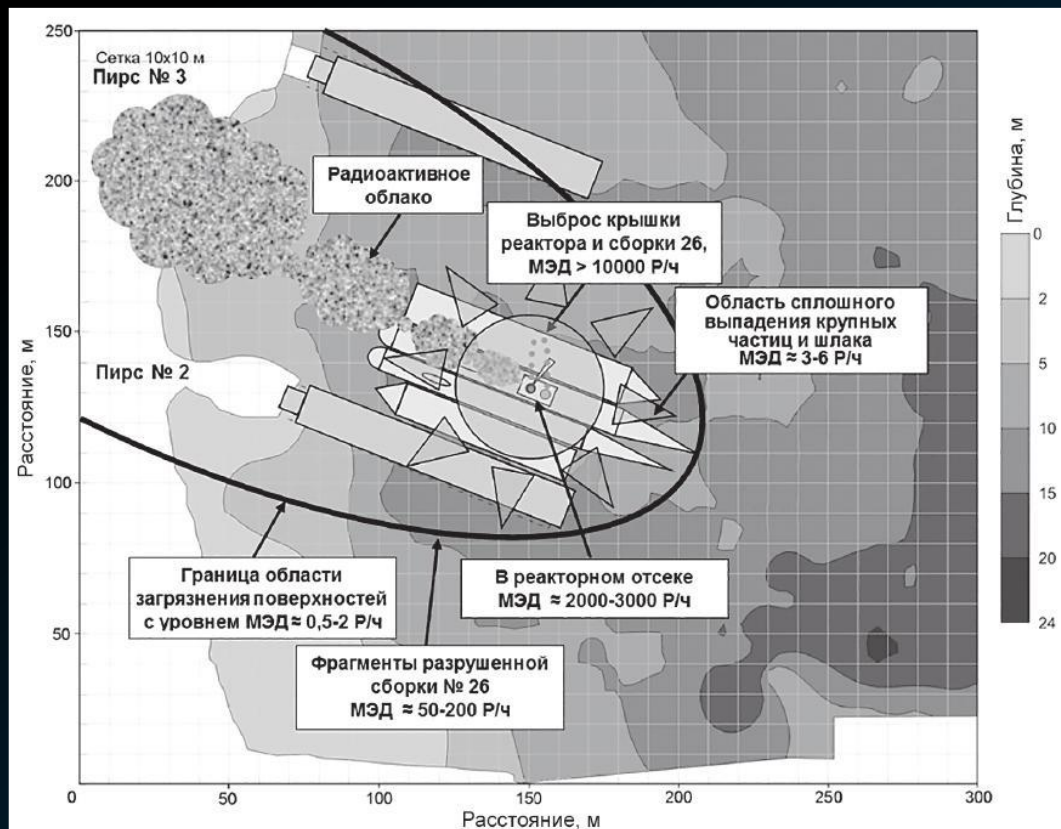 250
Сетка 10х10 м
Пирс № 3
200
Радиоактивное
облако
Выброс крышки
реактора и сборки 26,
МЭД > 10000 Р/ч
Область сплошного
выпадения крупных
частиц и шлака
МЭД ≈ 3-6 Р/ч
150
Пирс № 2
100
Граница области
загрязнения поверхностей
с уровнем МЭД ≈ 0,5-2 Р/ч
В реакторном отсеке
МЭД ≈ 2000-3000 Р/ч
50
Фрагменты разрушенной
сборки № 26
МЭД ≈ 50-200 Р/ч
Расстояние, м
0
50
100
150
200
250
300
Расстояние, м
Глубина, м
0
2
5
10
15
20
24